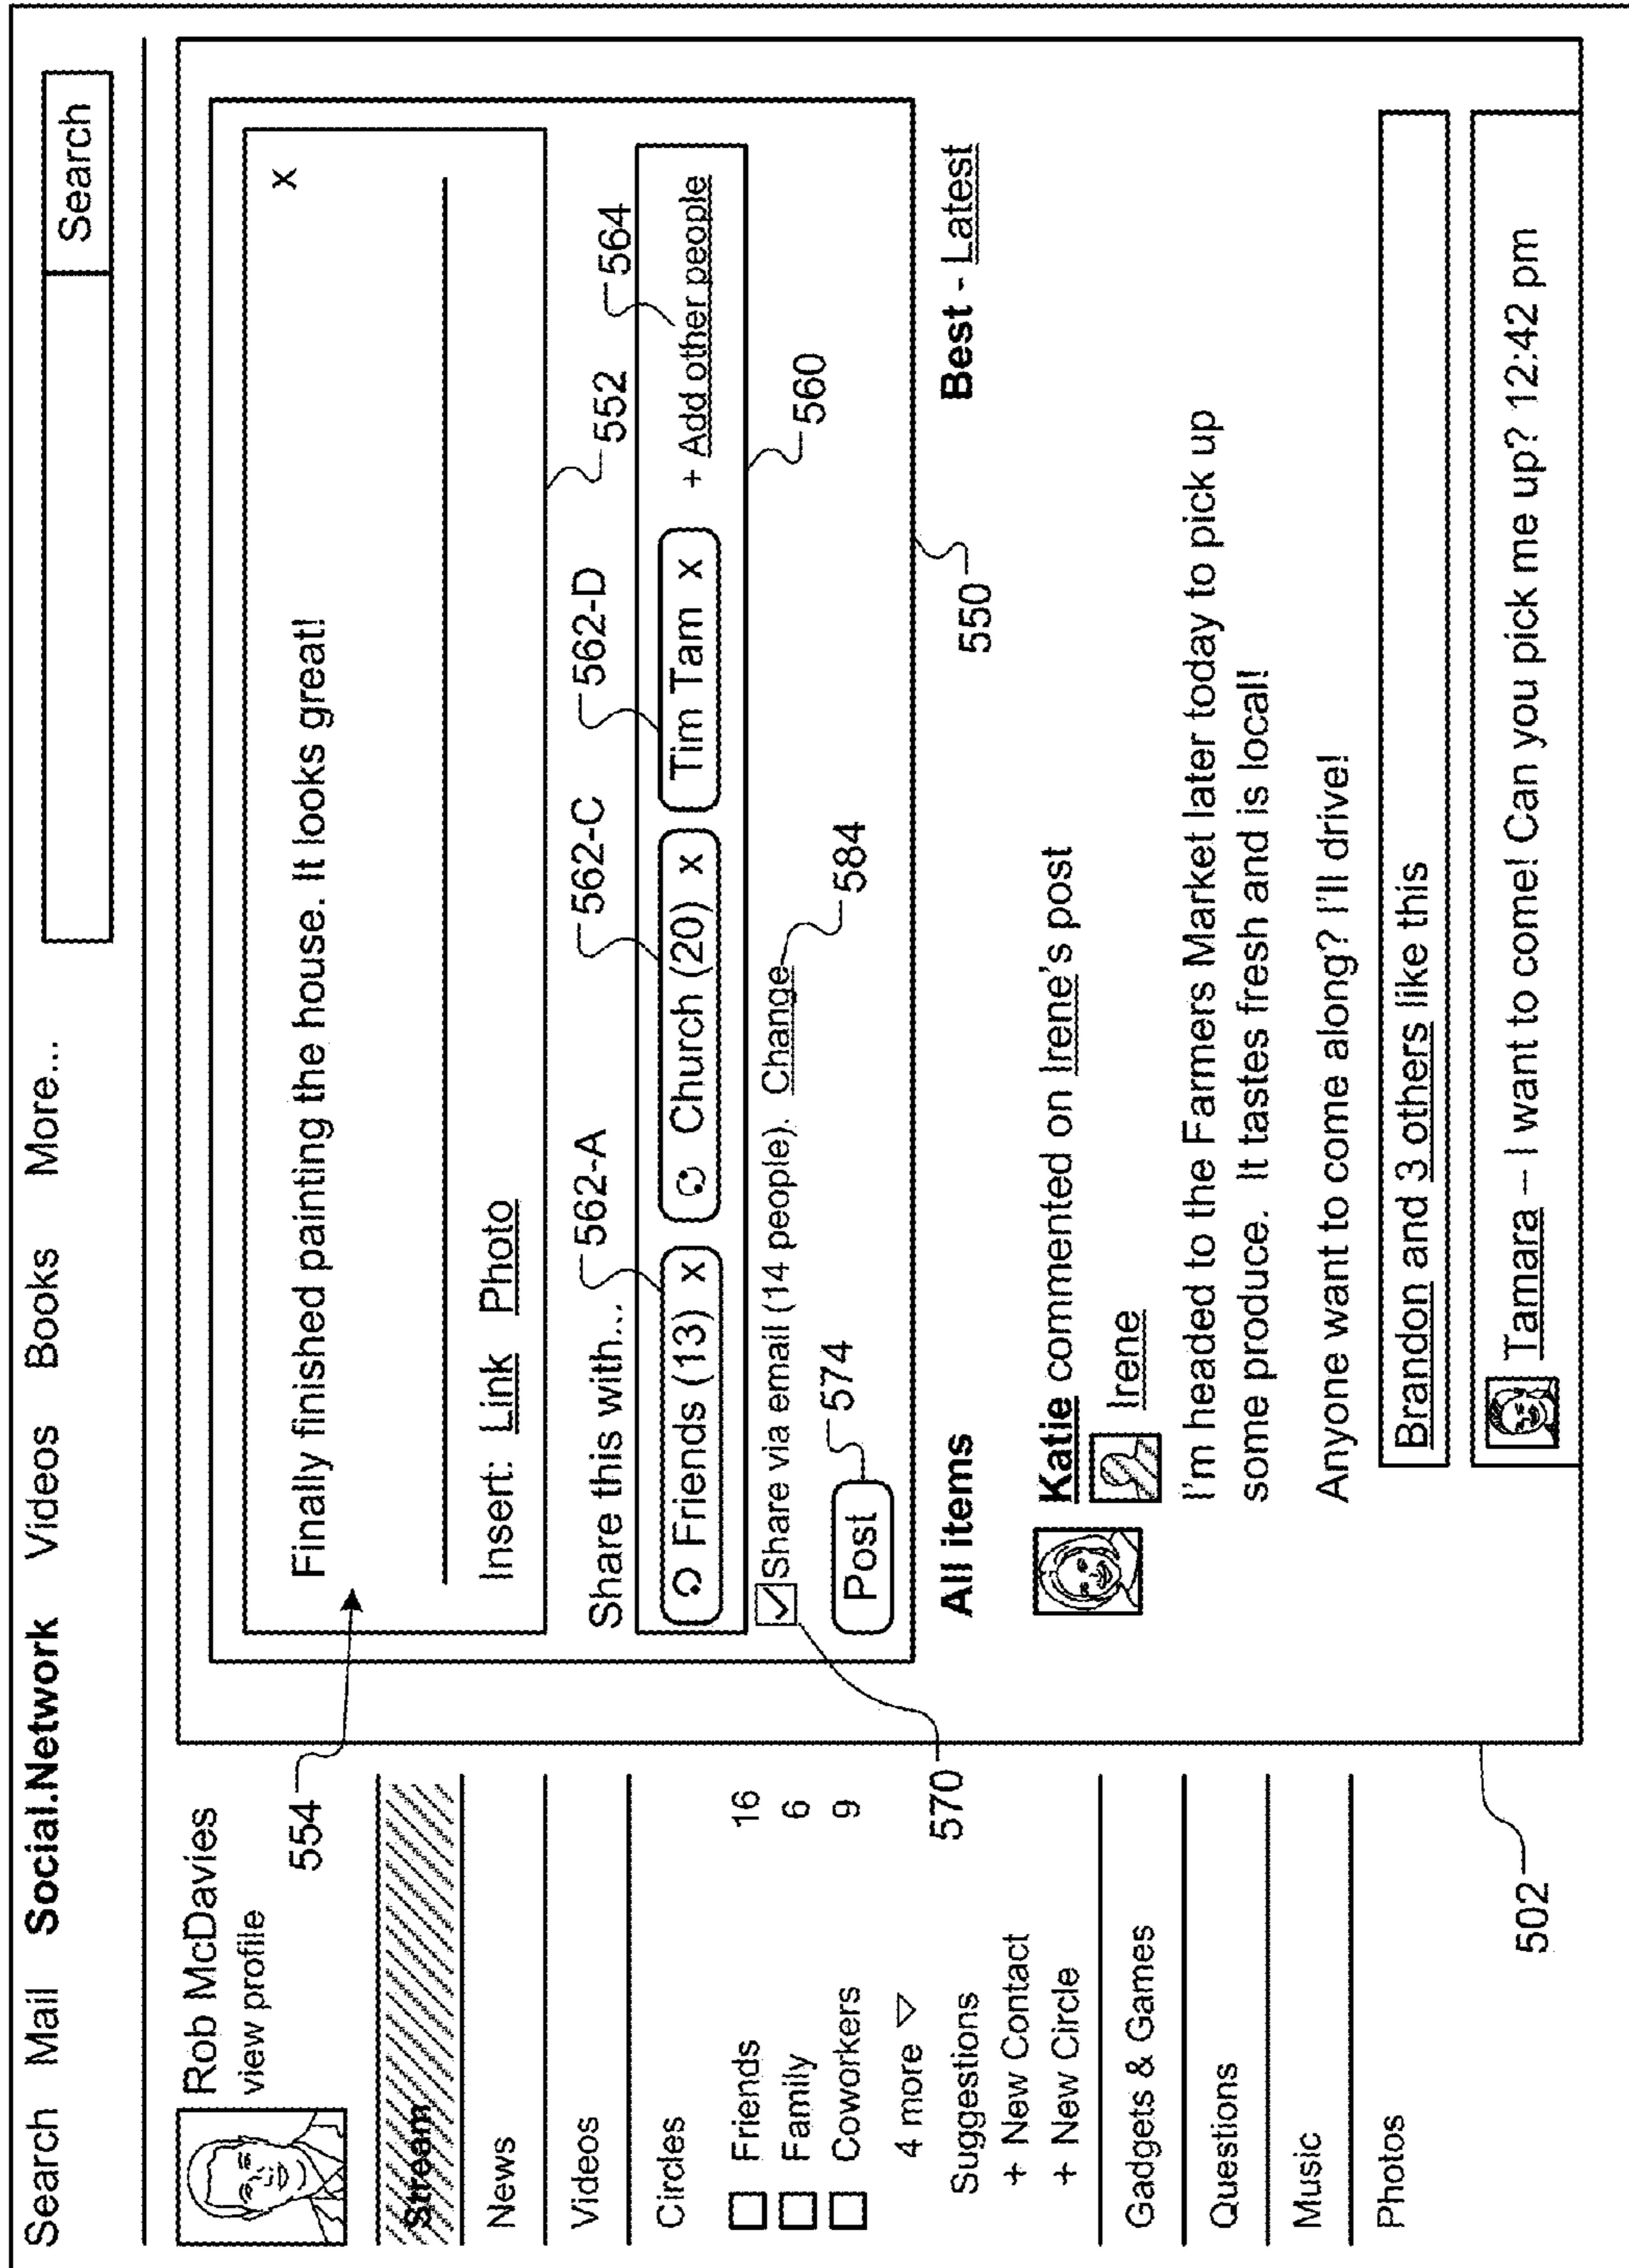 Search Mail Social.Network Videos Books More...
Search
Rob McDavies
view profile
554
Stream
News
Videos
Circles
Friends 16
Family 6
Coworkers 9
4 more
Suggestions
+ New Contact
+ New Circle
Gadgets & Games
Questions
Music
Photos
570
502
Finally finished painting the house. It looks great!
X
Insert: Link Photo
552
Share this with...
562-A
562-C
562-D
564
Friends (13) x
Church (20) x
Tim Tam x
+ Add other people
Share via email (14 people). Change
584
560
Post
574
550
All items
Best - Latest
Katie commented on Irene's post
Irene
I'm headed to the Farmers Market later today to pick up
some produce. It tastes fresh and is local!
Anyone want to come along? I'll drive!
Brandon and 3 others like this
Tamara – I want to come! Can you pick me up? 12:42 pm